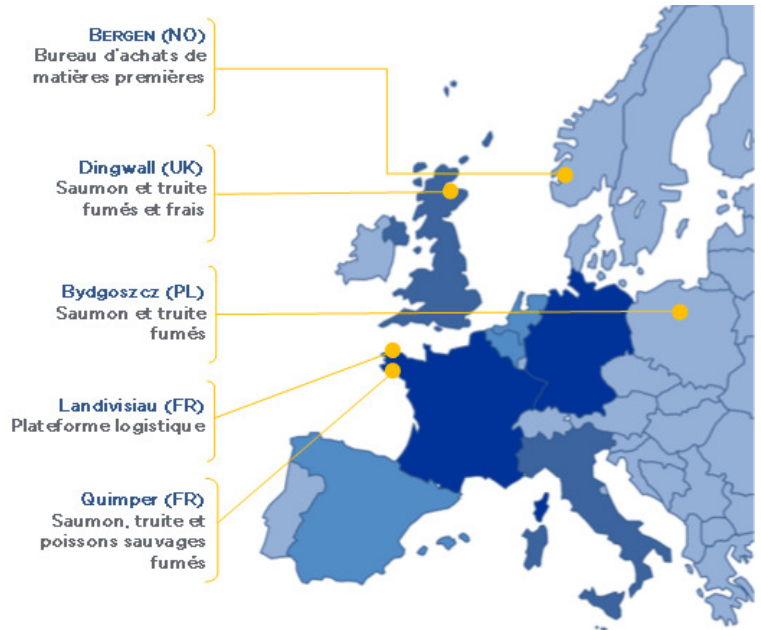 BERGEN (NO)
Bureau d'achats de
matières premières
Dingwall (UK)
Saumon et truite
fumés et frais
Bydgoszcz (PL)
Saumon et truite
fumés
Landivisiau (FR)
Plateforme logistique
Quimper (FR)
Saumon, truite et
poissons sauvages
fumés